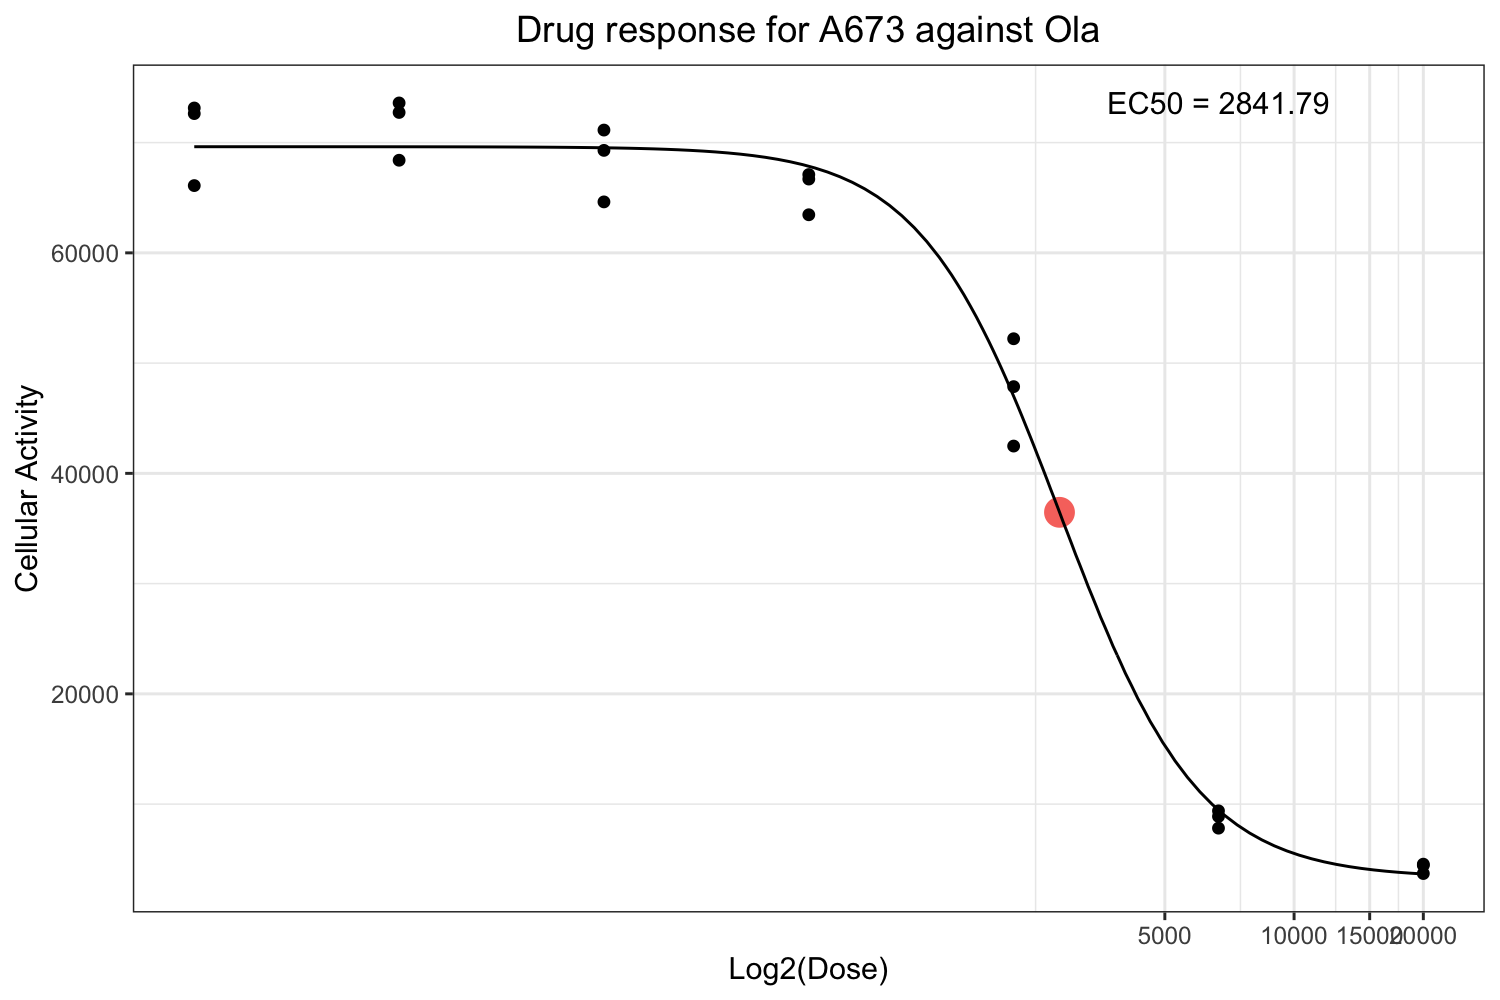 Drug response for A673 against Ola
EC50 = 2841.79
60000
40000
20000
Cellular Activity
5000 10000 15000 20000
Log2(Dose)